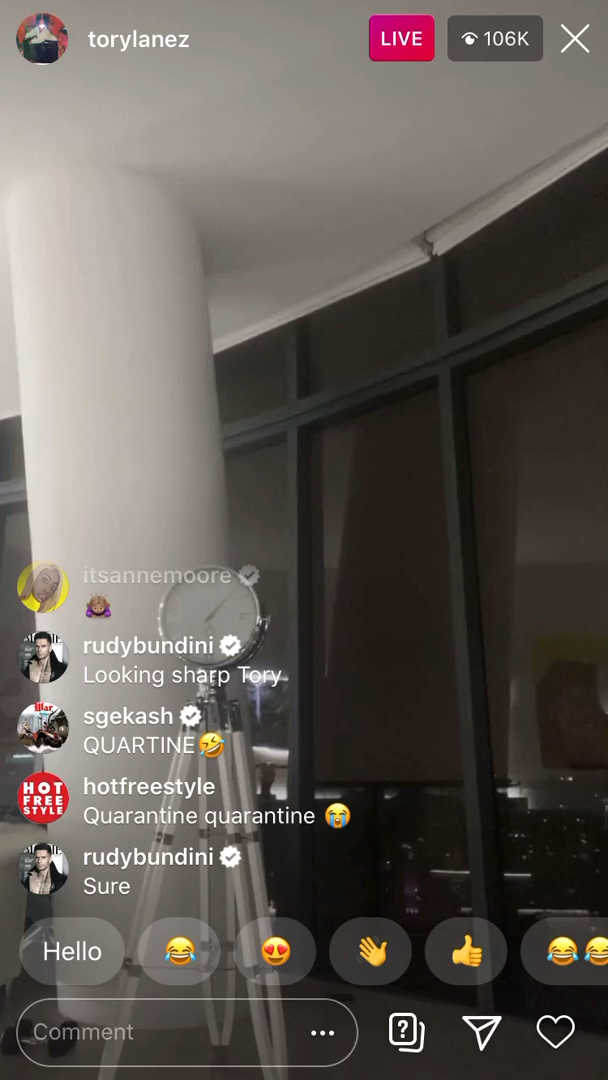 torylanez
LIVE
106K
itsannemoore
rudybundini
Looking sharp Tory
sgekash
War,
QUARTINE🤣
HOT
FREE
STYLE
hotfreestyle
Quarantine quarantine 😭
rudybundini
Sure
Hello
Comment